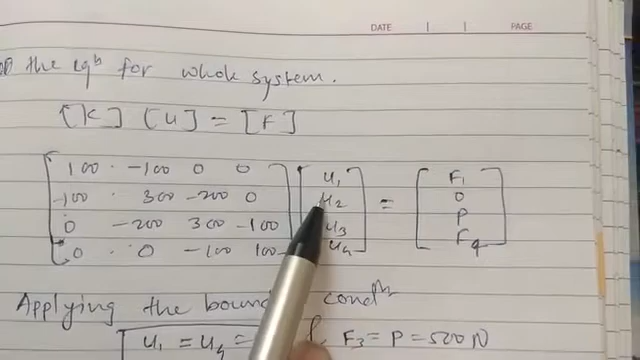 DATE PAGE
the eqn for whole system.
[K] [U] = [F]
100 -100 0 0 u1 F1
-100 300 -200 0 u2 = 0
0 -200 300 -100 u3 P
0 0 -100 100 u4 F4
Applying the bound condn
u1 = u4 = F3 = P = 500 N